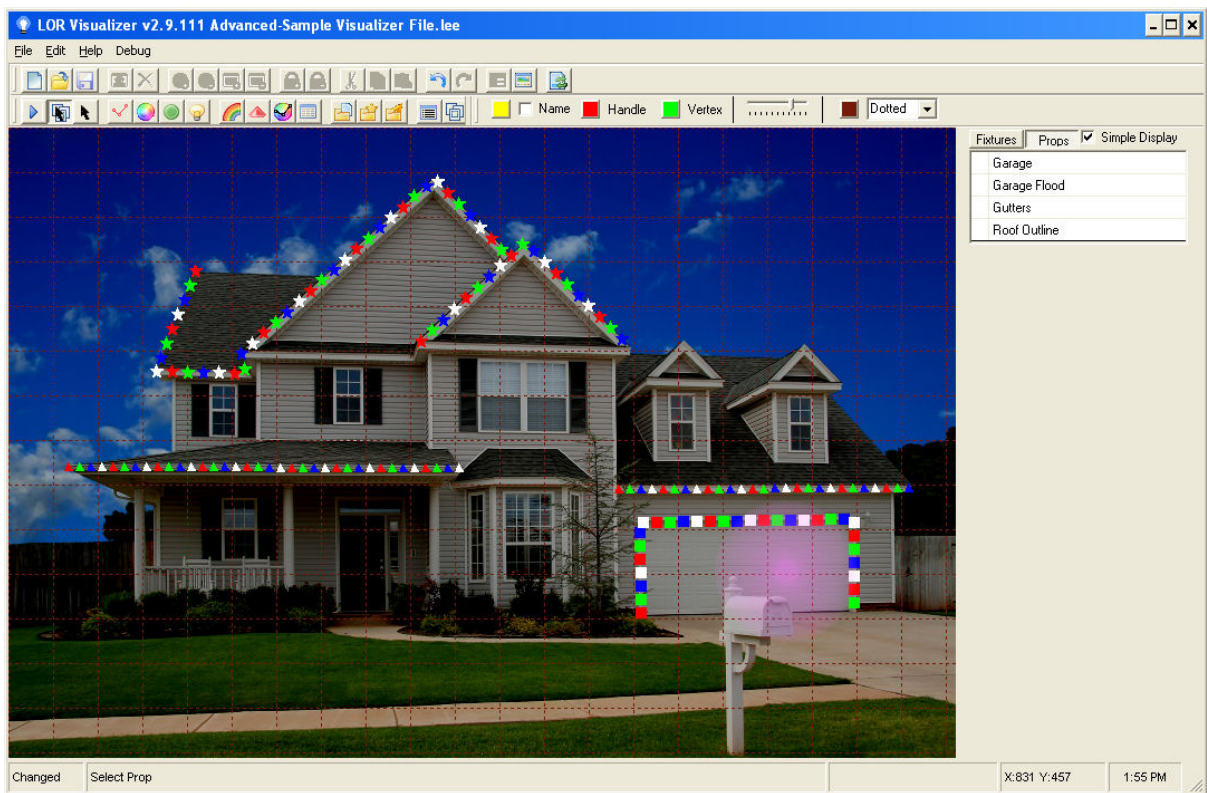 LOR Visualizer v2.9.111 Advanced-Sample Visualizer File.lee
File Edit Help Debug
Name Handle Vertex Dotted
Fixtures Props Simple Display
Garage
Garage Flood
Gutters
Roof Outline
Changed Select Prop X:831 Y:457 1:55 PM